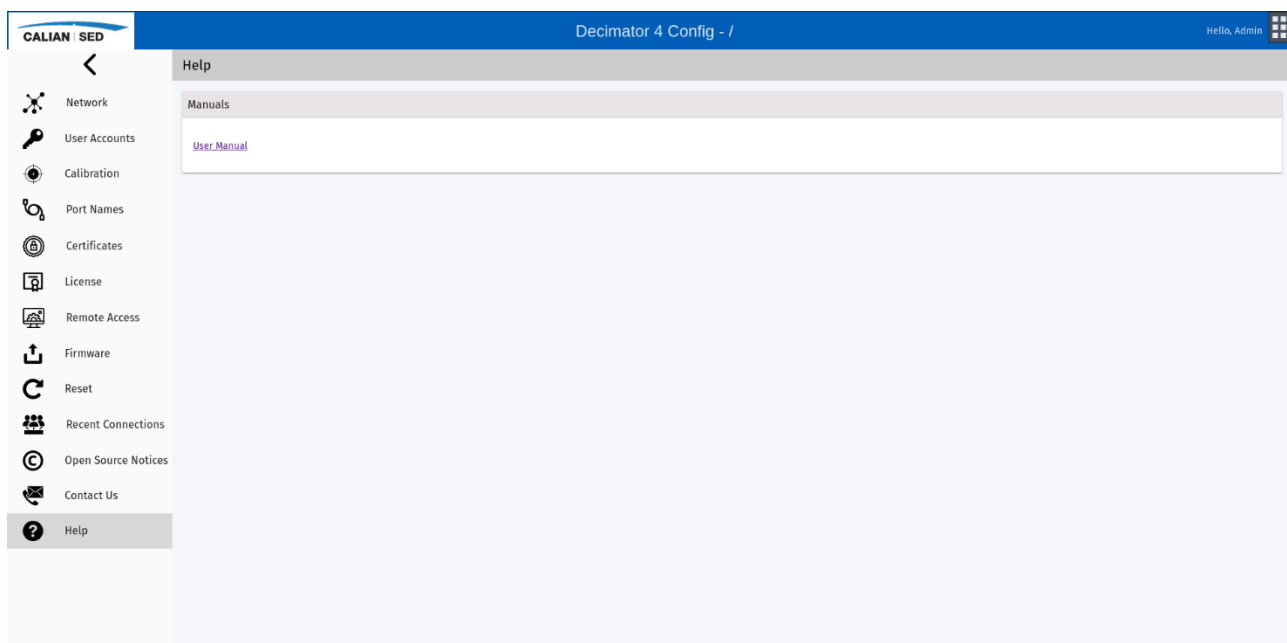 CALIAN | SED
Decimator 4 Config - /
Hello, Admin
Help
Network
User Accounts
Calibration
Port Names
Certificates
License
Remote Access
Firmware
Reset
Recent Connections
Open Source Notices
Contact Us
Help
Manuals
User Manual